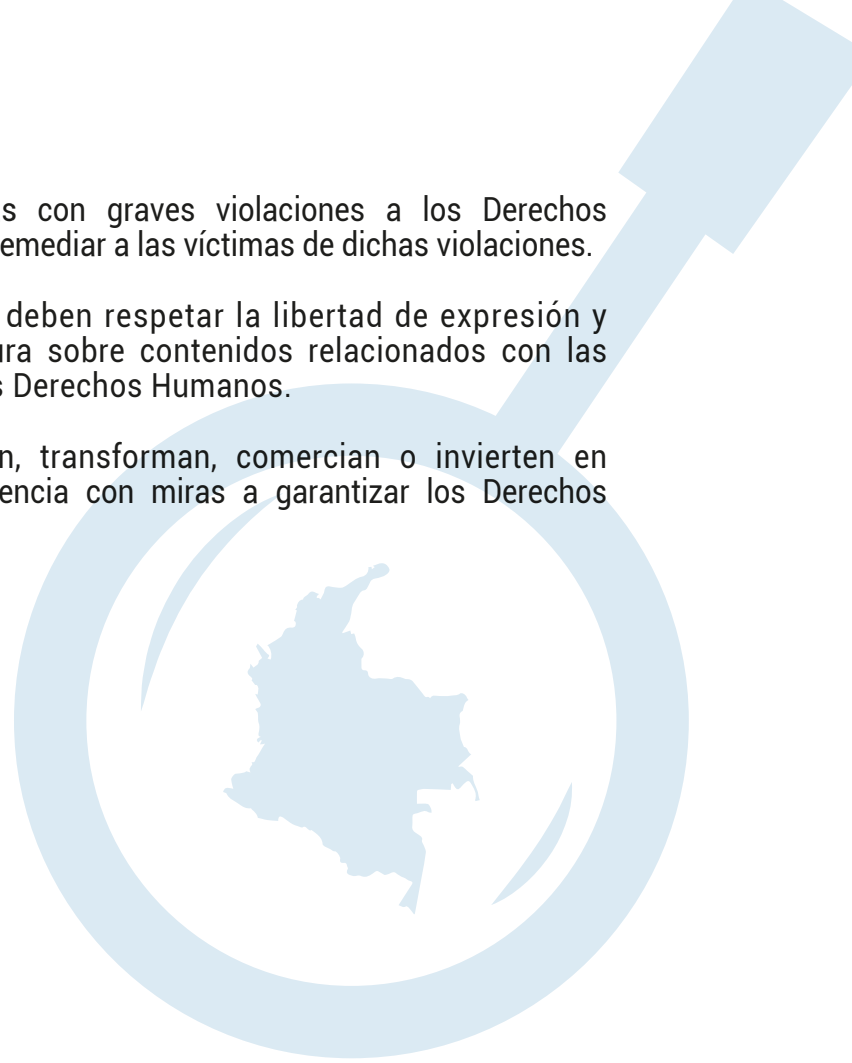 s con graves violaciones a los Derechos
emediar a las víctimas de dichas violaciones.
deben respetar la libertad de expresión y
ura sobre contenidos relacionados con las
s Derechos Humanos.
n, transforman, comercian o invierten en
encia con miras a garantizar los Derechos